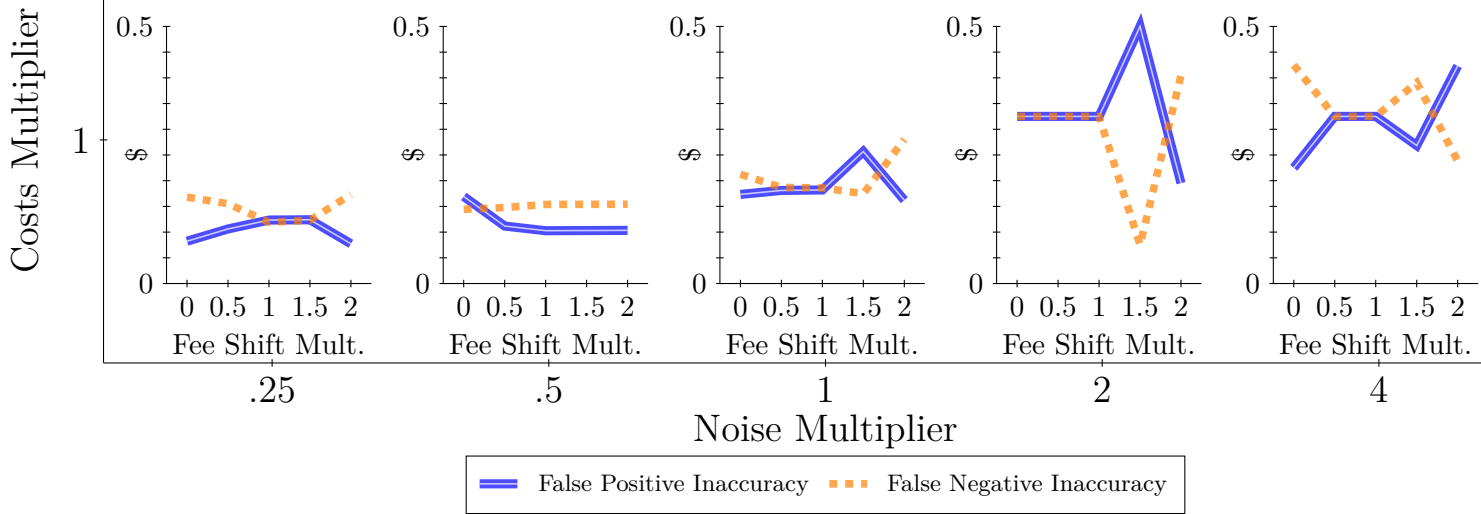 Costs Multiplier
1
0.5 0.5 0.5 0.5 0.5
$ $ $ $ $
0 0 0 0 0
0 0.5 1 1.5 2 0 0.5 1 1.5 2 0 0.5 1 1.5 2 0 0.5 1 1.5 2 0 0.5 1 1.5 2
Fee Shift Mult. Fee Shift Mult. Fee Shift Mult. Fee Shift Mult. Fee Shift Mult.
.25 .5 1 2 4
Noise Multiplier
False Positive Inaccuracy False Negative Inaccuracy